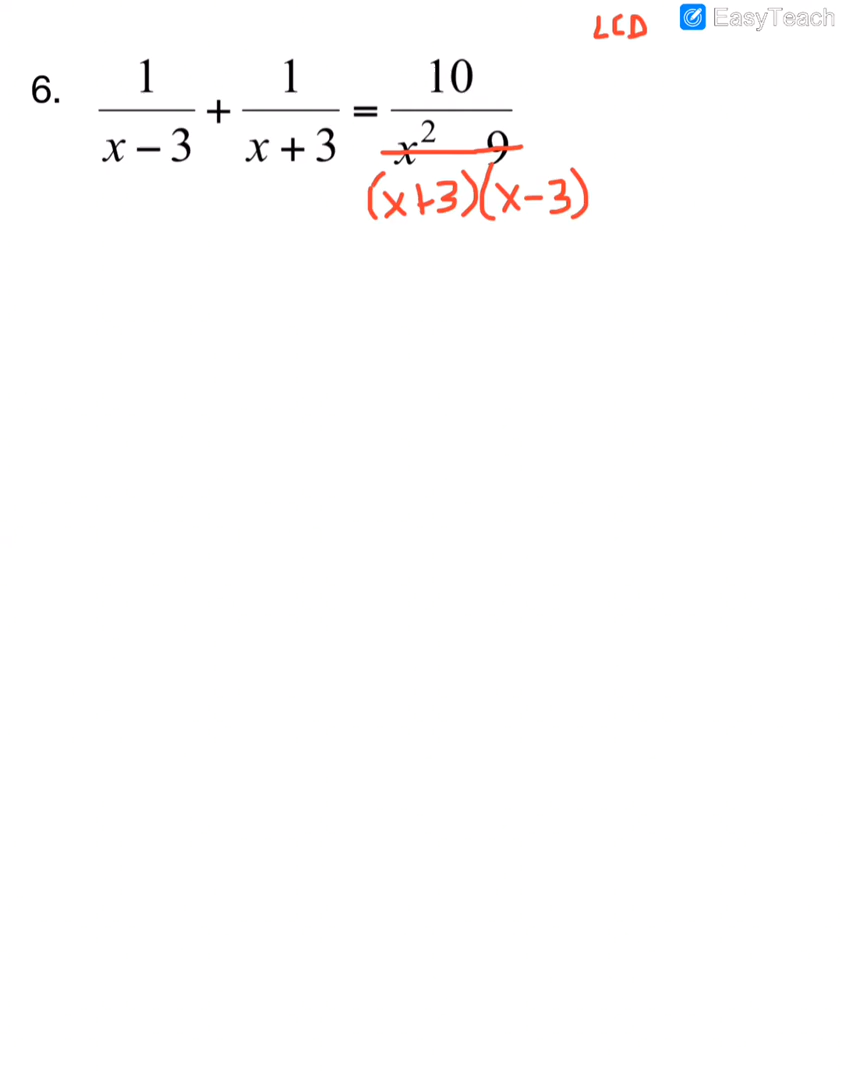 LCD EasyTeach
6. 1/(x − 3) + 1/(x + 3) = 10/(x² − 9)
(x+3)(x-3)